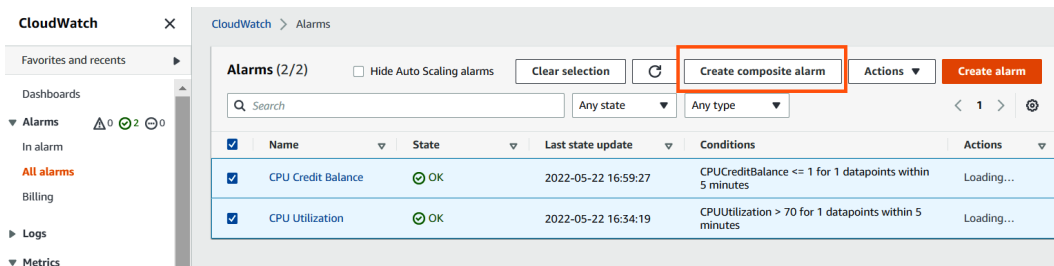 CloudWatch ×
CloudWatch > Alarms
Favorites and recents
Dashboards
Alarms 0 2 0
In alarm
All alarms
Billing
Logs
Metrics
Alarms (2/2) Hide Auto Scaling alarms Clear selection Create composite alarm Actions Create alarm
Search Any state Any type < 1 >
Name State Last state update Conditions Actions
CPU Credit Balance OK 2022-05-22 16:59:27 CPUCreditBalance <= 1 for 1 datapoints within
5 minutes Loading...
CPU Utilization OK 2022-05-22 16:34:19 CPUUtilization > 70 for 1 datapoints within 5
minutes Loading...